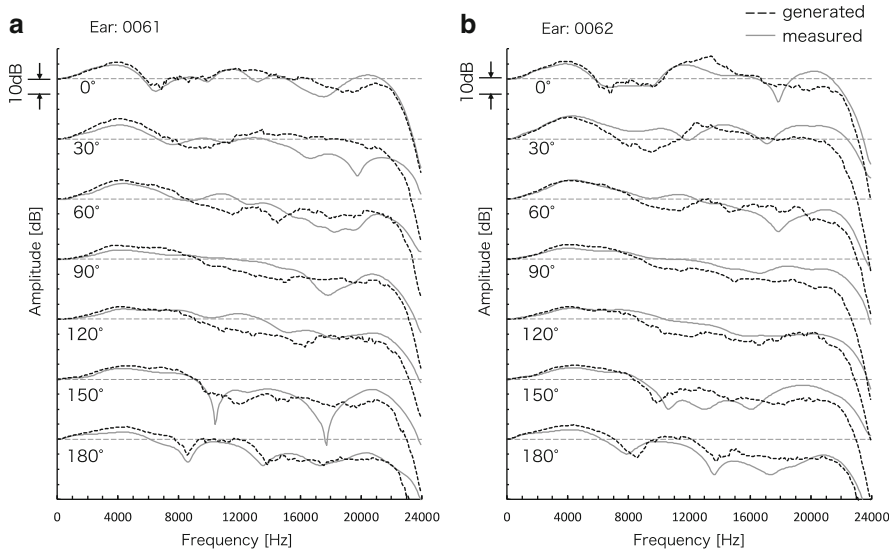 a
Ear: 0061
10dB
0°
30°
60°
90°
120°
150°
180°
Amplitude [dB]
0 4000 8000 12000 16000 20000 24000
Frequency [Hz]
b
Ear: 0062
generated
measured
10dB
0°
30°
60°
90°
120°
150°
180°
Amplitude [dB]
0 4000 8000 12000 16000 20000 24000
Frequency [Hz]